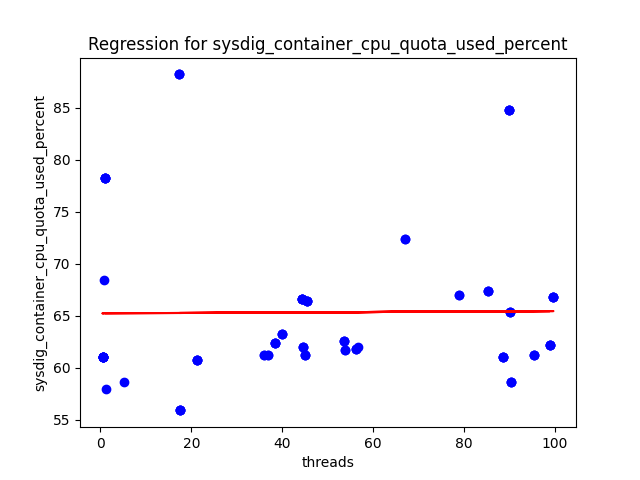 Regression for sysdig_container_cpu_quota_used_percent
sysdig_container_cpu_quota_used_percent
85
80
75
70
65
60
55
0 20 40 60 80 100
threads